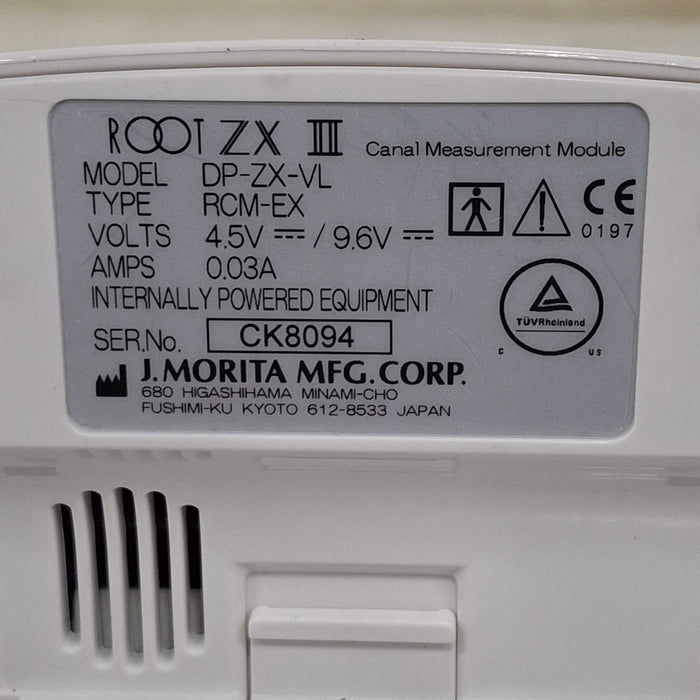 ROOT ZX III Canal Measurement Module
MODEL DP-ZX-VL
TYPE RCM-EX
VOLTS 4.5V ⎓ / 9.6V ⎓
AMPS 0.03A
INTERNALLY POWERED EQUIPMENT
SER.No. CK8094
J.MORITA MFG.CORP.
680 HIGASHIHAMA MINAMI-CHO
FUSHIMI-KU KYOTO 612-8533 JAPAN
CE
0197
TÜVRheinland
C US